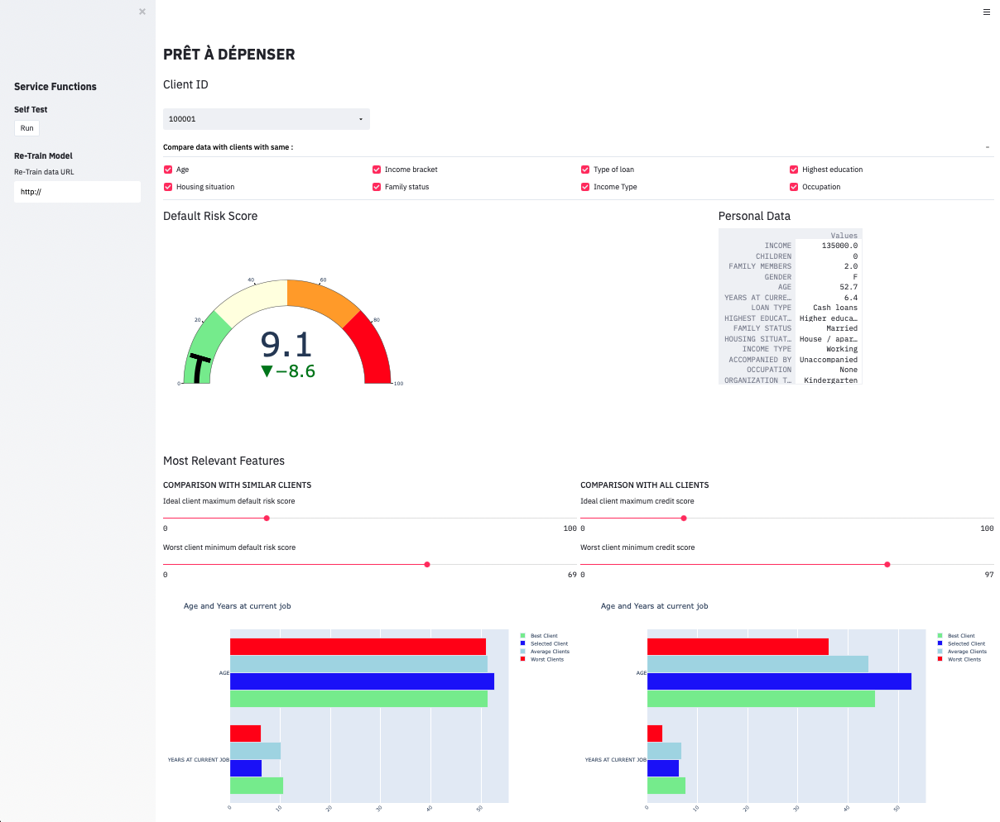 ×
☰
PRÊT À DÉPENSER
Client ID
Service Functions
Self Test
Run
Re-Train Model
Re-Train data URL
http://
100001
Compare data with clients with same :
−
Age
Income bracket
Type of loan
Highest education
Housing situation
Family status
Income Type
Occupation
Default Risk Score
0
20
40
60
80
100
9.1
▼−8.6
Personal Data
Values
INCOME 135000.0
CHILDREN 0
FAMILY MEMBERS 2.0
GENDER F
AGE 52.7
YEARS AT CURRE… 6.4
LOAN TYPE Cash loans
HIGHEST EDUCAT… Higher educa…
FAMILY STATUS Married
HOUSING SITUAT… House / apar…
INCOME TYPE Working
ACCOMPANIED BY Unaccompanied
OCCUPATION None
ORGANIZATION T… Kindergarten
Most Relevant Features
COMPARISON WITH SIMILAR CLIENTS
Ideal client maximum default risk score
0 100
Worst client minimum default risk score
0 69
Age and Years at current job
AGE
YEARS AT CURRENT JOB
0 10 20 30 40 50
Best Client
Selected Client
Average Clients
Worst Clients
COMPARISON WITH ALL CLIENTS
Ideal client maximum credit score
0 100
Worst client minimum credit score
0 97
Age and Years at current job
AGE
YEARS AT CURRENT JOB
0 10 20 30 40 50
Best Client
Selected Client
Average Clients
Worst Clients